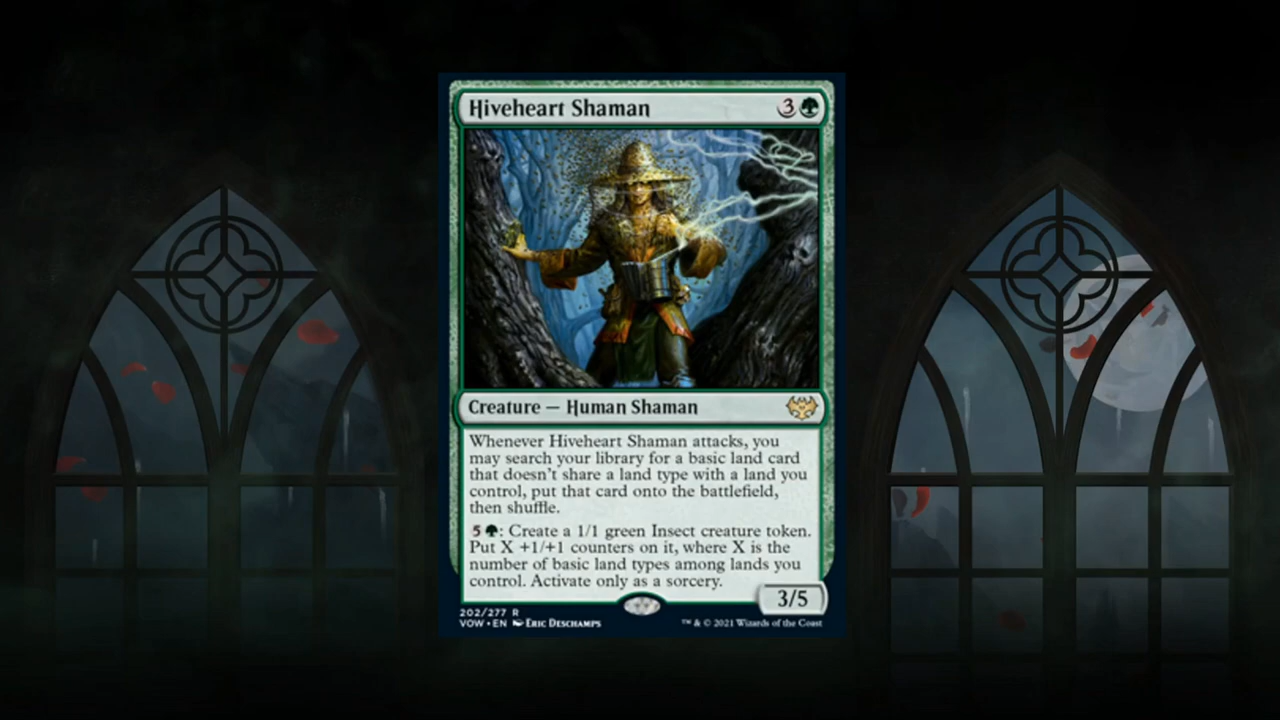 Hiveheart Shaman 3
Creature — Human Shaman
Whenever Hiveheart Shaman attacks, you
may search your library for a basic land card
that doesn't share a land type with a land you
control, put that card onto the battlefield,
then shuffle.
5 : Create a 1/1 green Insect creature token.
Put X +1/+1 counters on it, where X is the
number of basic land types among lands you
control. Activate only as a sorcery.
3/5
202/277 R
VOW • EN Eric Deschamps ™ & © 2021 Wizards of the Coast